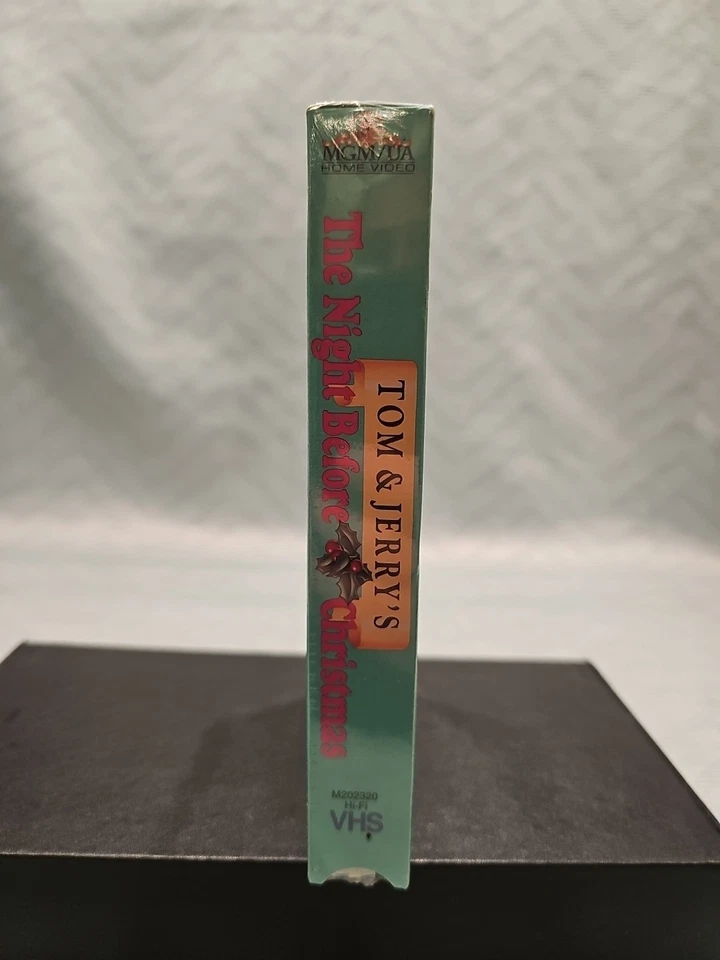 MGM/UA
HOME VIDEO
TOM & JERRY'S
The Night Before Christmas
M202320
Hi-Fi
VHS